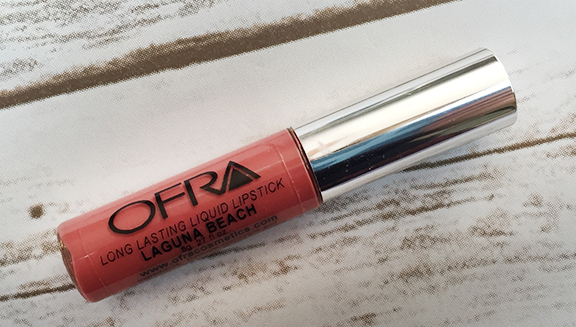 OFRA
LONG LASTING LIQUID LIPSTICK
LAGUNA BEACH
www.ofracosmetics.com